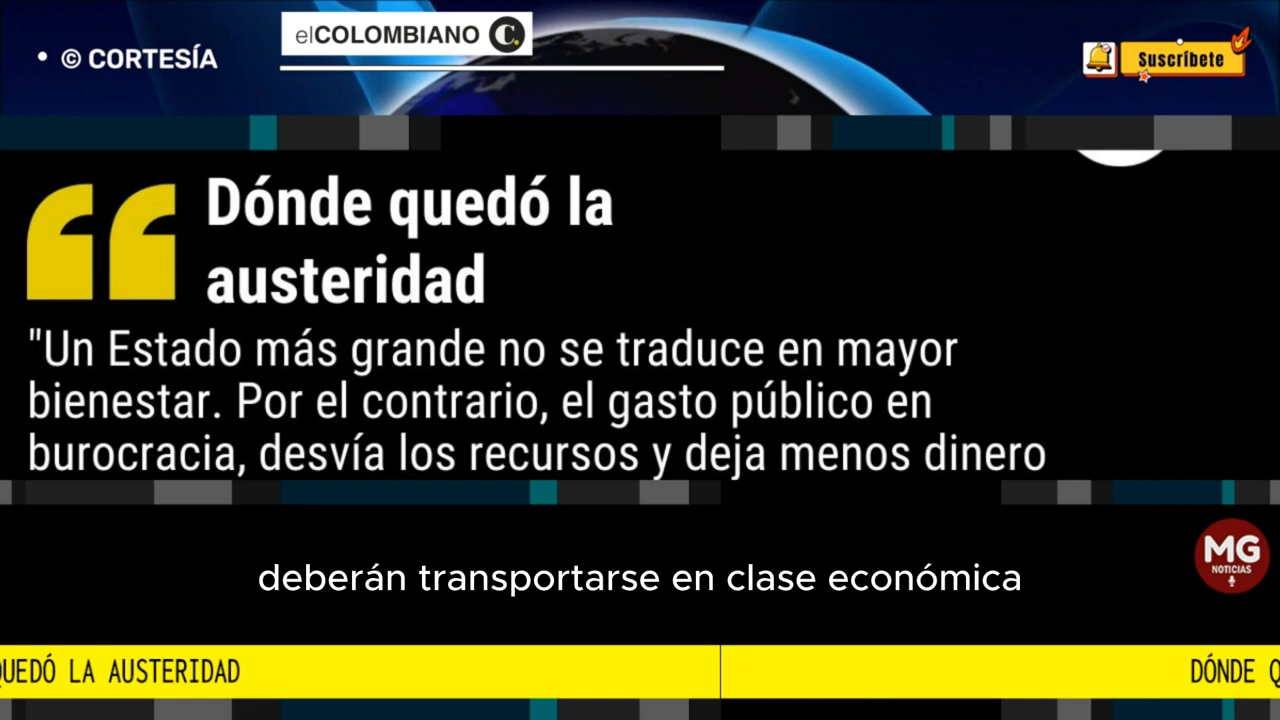 • © CORTESÍA
elCOLOMBIANO C.
Suscríbete
Dónde quedó la
austeridad
"Un Estado más grande no se traduce en mayor
bienestar. Por el contrario, el gasto público en
burocracia, desvía los recursos y deja menos dinero
MG
NOTICIAS
deberán transportarse en clase económica
QUEDÓ LA AUSTERIDAD
DÓNDE Q